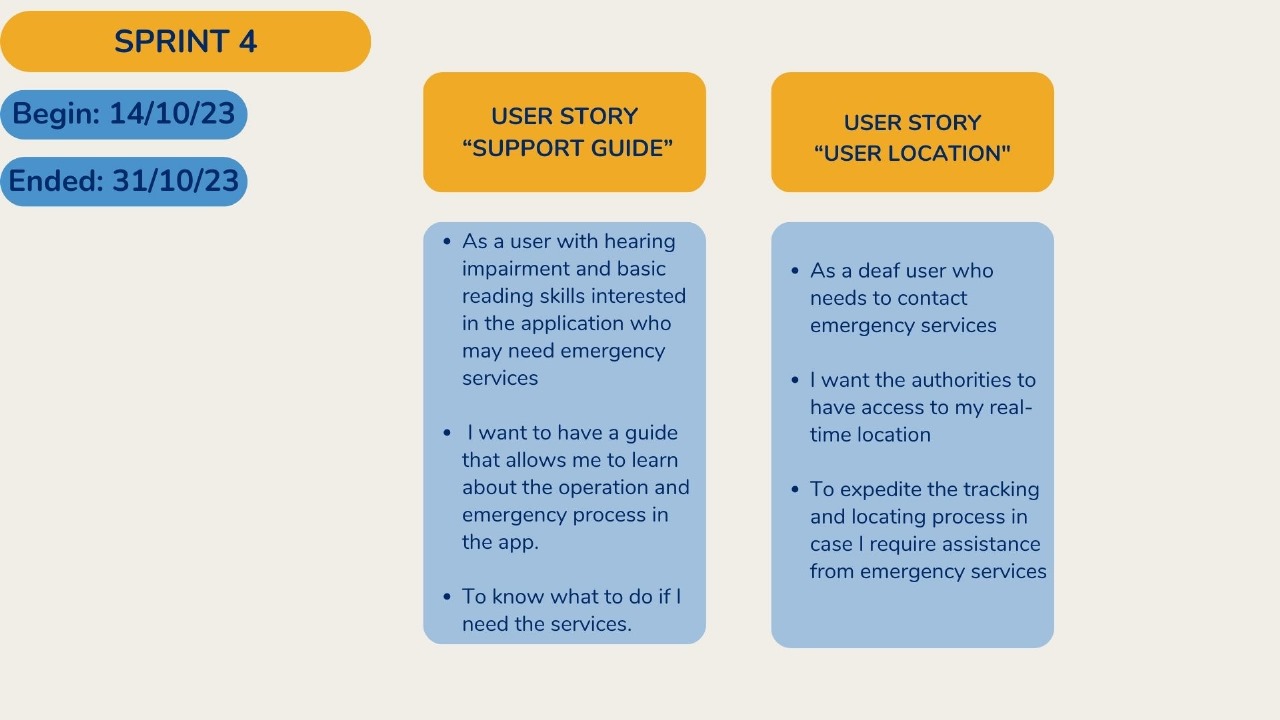 SPRINT 4
Begin: 14/10/23
Ended: 31/10/23
USER STORY
“SUPPORT GUIDE”
• As a user with hearing
impairment and basic
reading skills interested
in the application who
may need emergency
services
• I want to have a guide
that allows me to learn
about the operation and
emergency process in
the app.
• To know what to do if I
need the services.
USER STORY
“USER LOCATION"
• As a deaf user who
needs to contact
emergency services
• I want the authorities to
have access to my real-
time location
• To expedite the tracking
and locating process in
case I require assistance
from emergency services